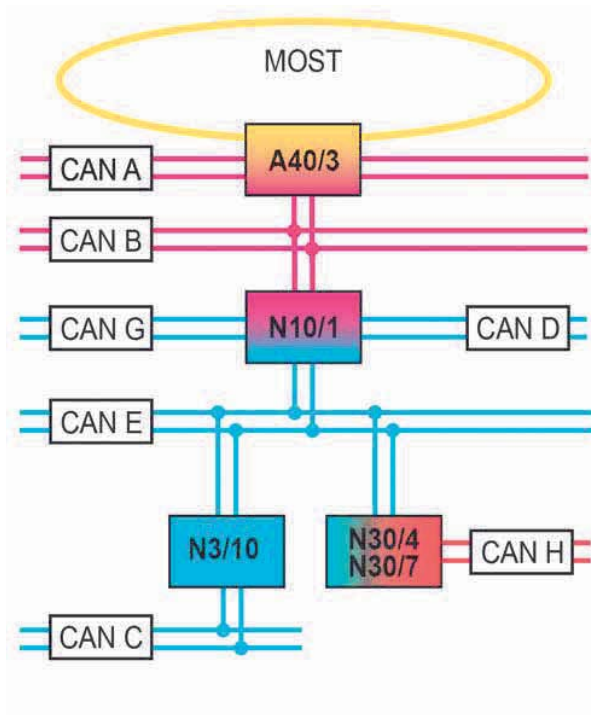 MOST
CAN A
A40/3
CAN B
CAN G
N10/1
CAN D
CAN E
N3/10
N30/4
N30/7
CAN H
CAN C